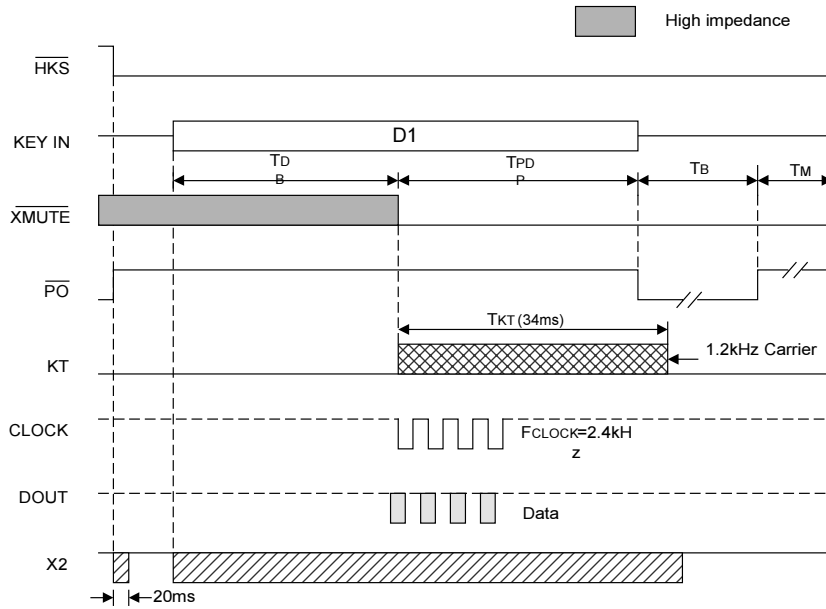 High impedance
HKS
KEY IN
D1
TD
B
TPD
P
TB
TM
XMUTE
PO
TKT (34ms)
KT
1.2kHz Carrier
CLOCK
FCLOCK=2.4kH
z
DOUT
Data
X2
20ms